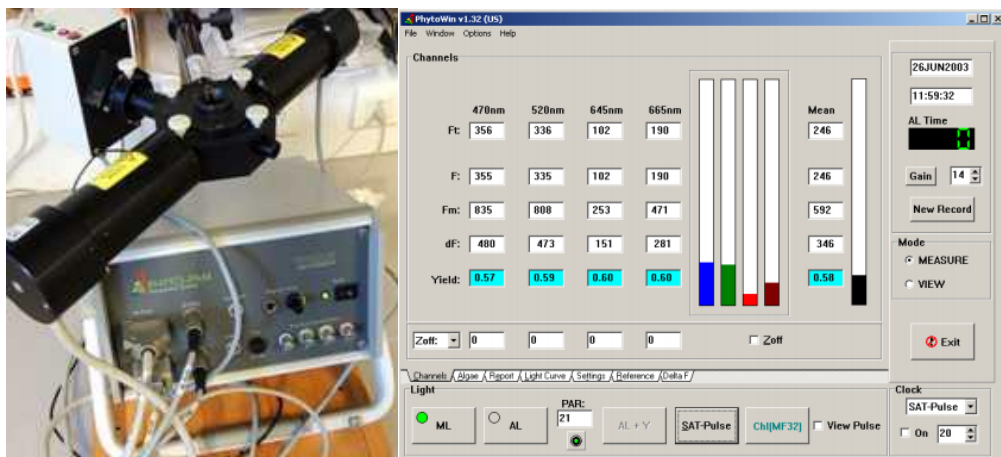 PhytoWin v1.32 (US)
File Window Options Help
Channels
470nm 520nm 645nm 665nm Mean
Ft: 356 336 102 190 246
F: 355 335 102 190 246
Fm: 835 808 253 471 592
dF: 480 473 151 281 346
Yield: 0.57 0.59 0.60 0.60 0.58
Zoff: 0 0 0 0 Zoff
Channels Algae Report Light Curve Settings Reference Delta F
Light
ML AL PAR: 21 AL + Y SAT-Pulse Chl(MF32) View Pulse
26JUN2003
11:59:32
AL Time
0
Gain 14
New Record
Mode
MEASURE
VIEW
Exit
Clock
SAT-Pulse
On 20